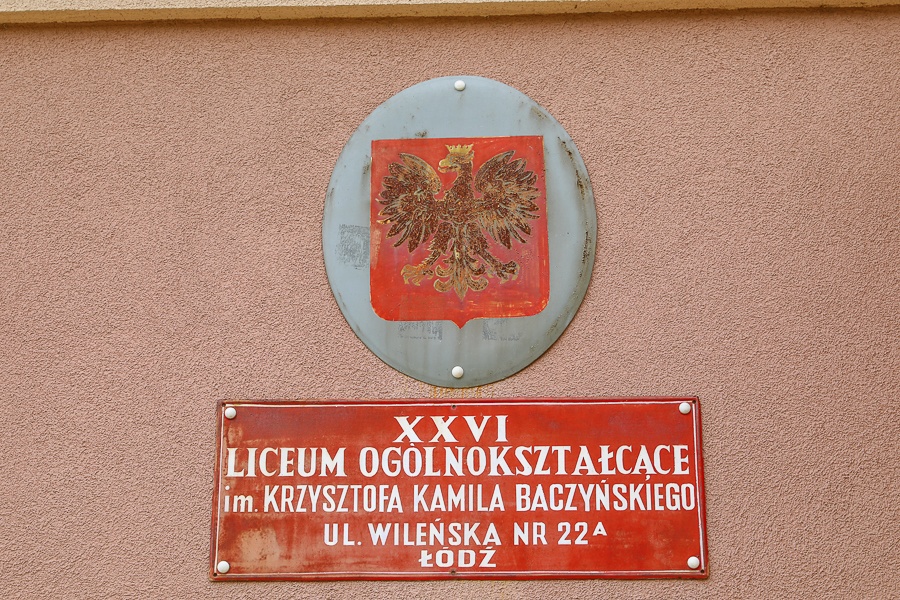 XXVI
LICEUM OGÓLNOKSZTAŁCĄCE
im. KRZYSZTOFA KAMILA BACZYŃSKIEGO
UL. WILEŃSKA NR 22A
ŁÓDŹ